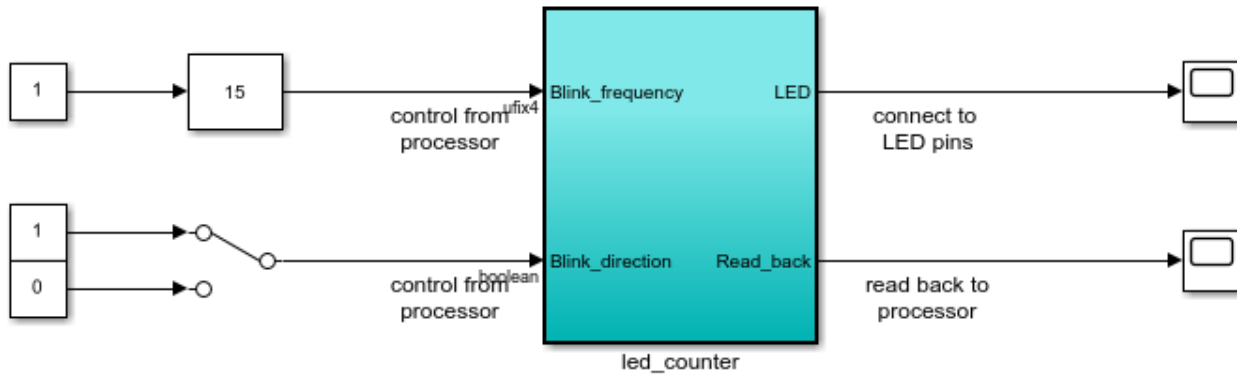 1
15
Blink_frequency
ufix4
LED
control from
processor
connect to
LED pins
1
0
Blink_direction
boolean
Read_back
control from
processor
read back to
processor
led_counter